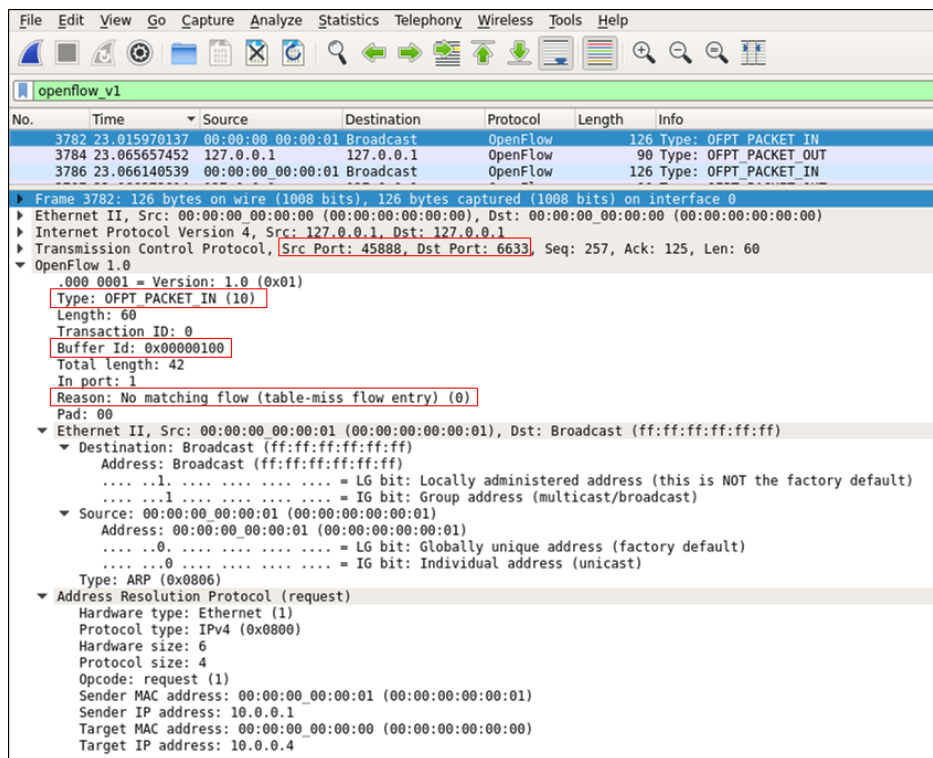 File Edit View Go Capture Analyze Statistics Telephony Wireless Tools Help
openflow_v1
No. Time Source Destination Protocol Length Info
3782 23.015970137 00:00:00_00:00:01 Broadcast OpenFlow 126 Type: OFPT_PACKET_IN
3784 23.065657452 127.0.0.1 127.0.0.1 OpenFlow 90 Type: OFPT_PACKET_OUT
3786 23.066140539 00:00:00_00:00:01 Broadcast OpenFlow 126 Type: OFPT_PACKET_IN
Frame 3782: 126 bytes on wire (1008 bits), 126 bytes captured (1008 bits) on interface 0
Ethernet II, Src: 00:00:00_00:00:00 (00:00:00:00:00:00), Dst: 00:00:00_00:00:00 (00:00:00:00:00:00)
Internet Protocol Version 4, Src: 127.0.0.1, Dst: 127.0.0.1
Transmission Control Protocol, Src Port: 45888, Dst Port: 6633, Seq: 257, Ack: 125, Len: 60
OpenFlow 1.0
.000 0001 = Version: 1.0 (0x01)
Type: OFPT_PACKET_IN (10)
Length: 60
Transaction ID: 0
Buffer Id: 0x00000100
Total length: 42
In port: 1
Reason: No matching flow (table-miss flow entry) (0)
Pad: 00
Ethernet II, Src: 00:00:00_00:00:01 (00:00:00:00:00:01), Dst: Broadcast (ff:ff:ff:ff:ff:ff)
Destination: Broadcast (ff:ff:ff:ff:ff:ff)
Address: Broadcast (ff:ff:ff:ff:ff:ff)
.... ..1. .... .... .... .... = LG bit: Locally administered address (this is NOT the factory default)
.... ...1 .... .... .... .... = IG bit: Group address (multicast/broadcast)
Source: 00:00:00_00:00:01 (00:00:00:00:00:01)
Address: 00:00:00_00:00:01 (00:00:00:00:00:01)
.... ..0. .... .... .... .... = LG bit: Globally unique address (factory default)
.... ...0 .... .... .... .... = IG bit: Individual address (unicast)
Type: ARP (0x0806)
Address Resolution Protocol (request)
Hardware type: Ethernet (1)
Protocol type: IPv4 (0x0800)
Hardware size: 6
Protocol size: 4
Opcode: request (1)
Sender MAC address: 00:00:00_00:00:01 (00:00:00:00:00:01)
Sender IP address: 10.0.0.1
Target MAC address: 00:00:00_00:00:00 (00:00:00:00:00:00)
Target IP address: 10.0.0.4